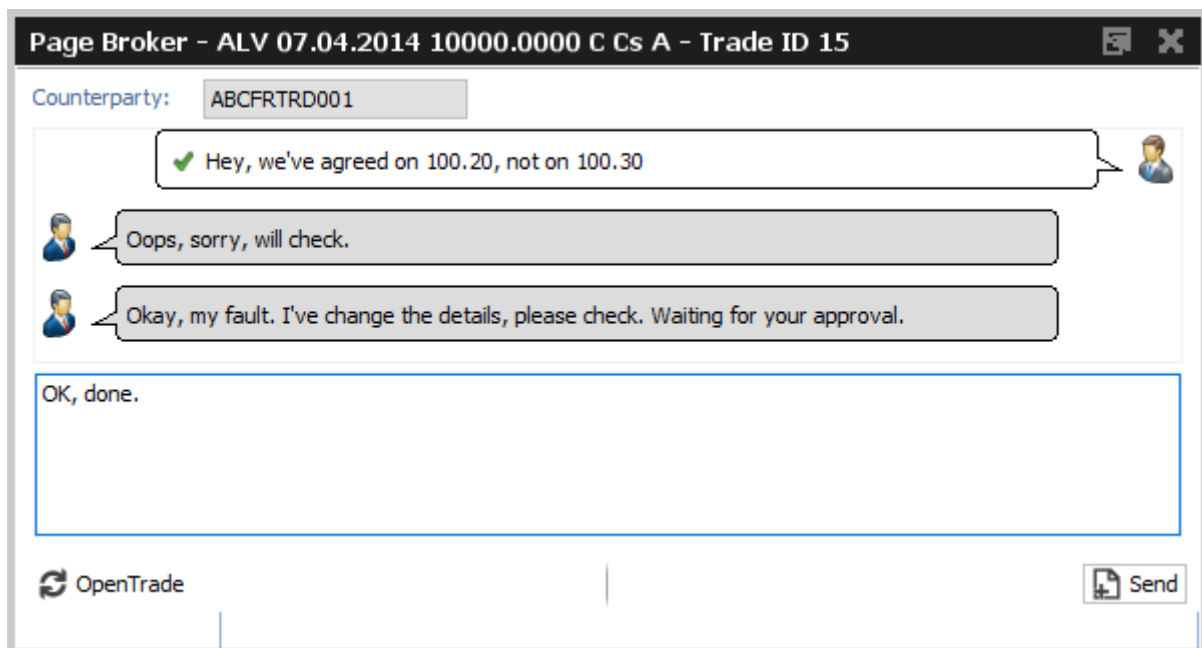 Page Broker - ALV 07.04.2014 10000.0000 C Cs A - Trade ID 15
Counterparty: ABCFRTRD001
Hey, we've agreed on 100.20, not on 100.30
Oops, sorry, will check.
Okay, my fault. I've change the details, please check. Waiting for your approval.
OK, done.
OpenTrade Send